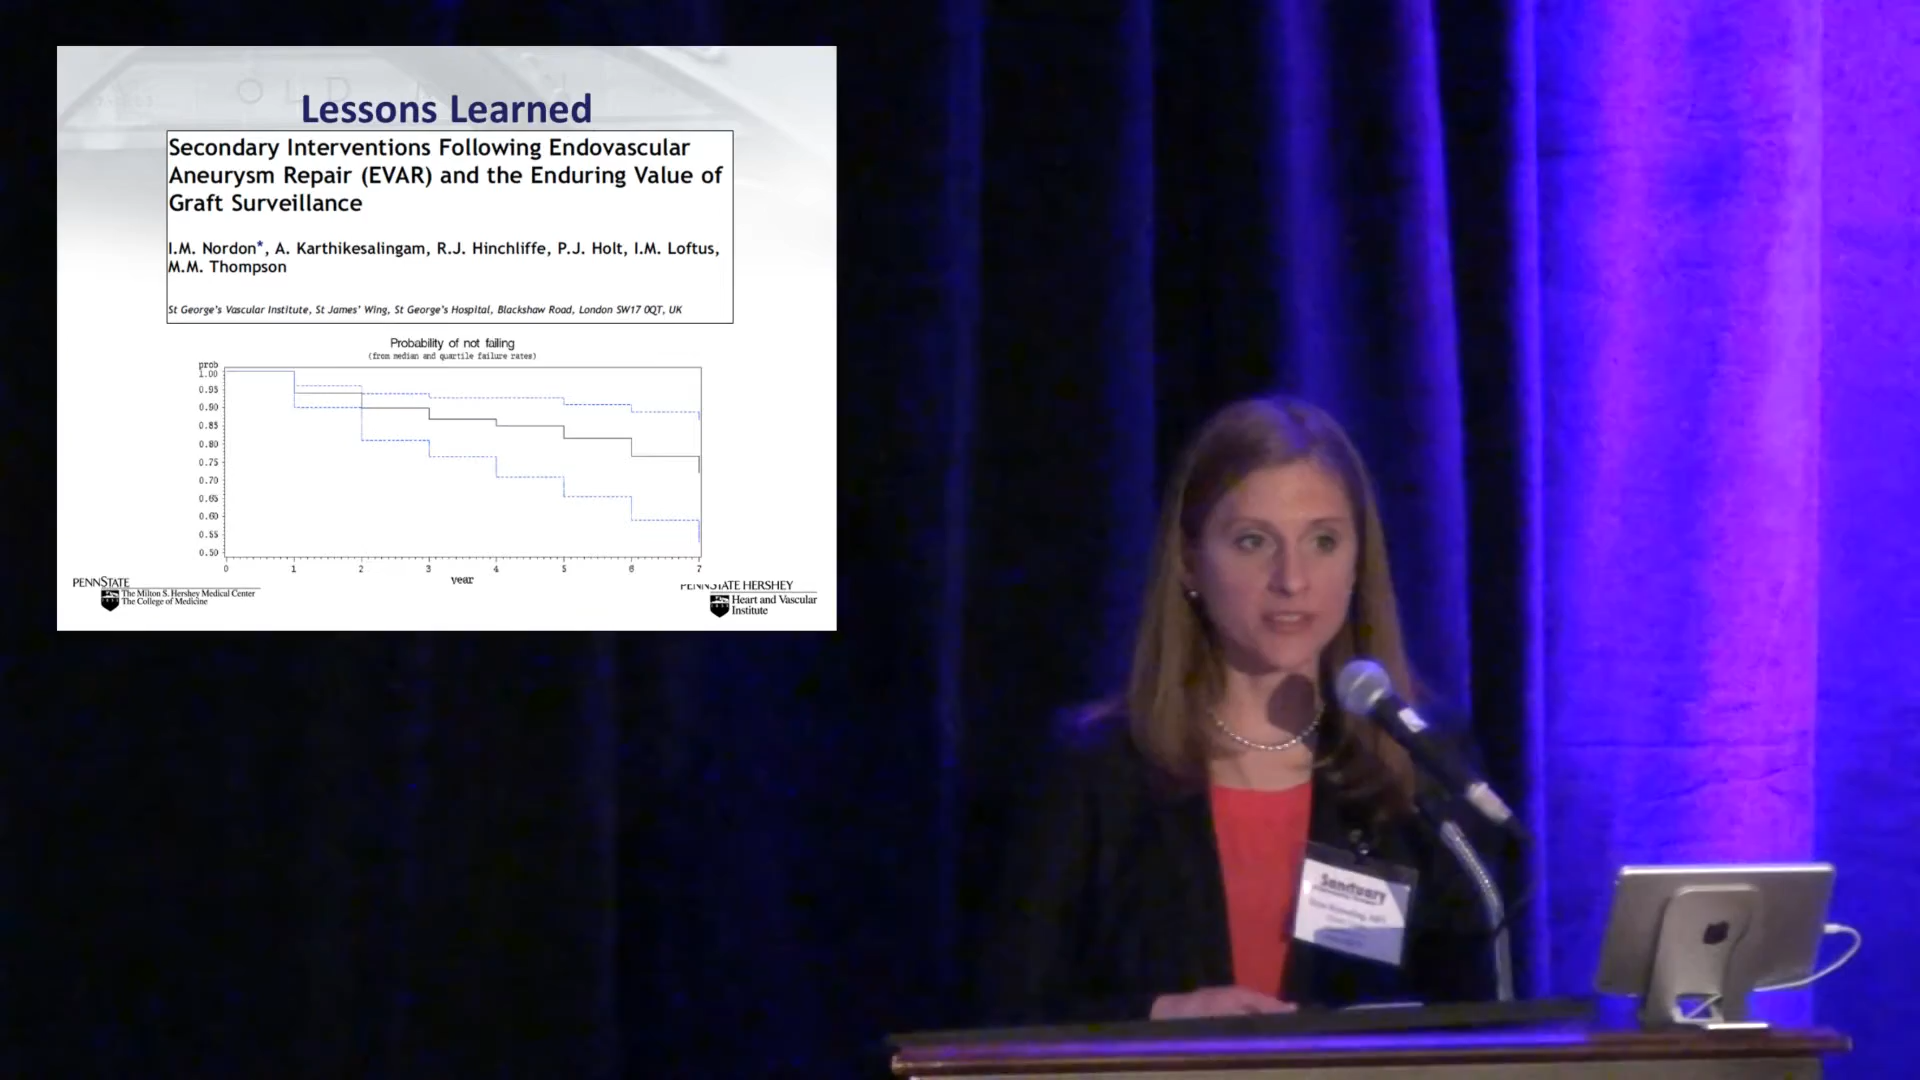 OLD M
Lessons Learned
Secondary Interventions Following Endovascular
Aneurysm Repair (EVAR) and the Enduring Value of
Graft Surveillance
I.M. Nordon*, A. Karthikesalingam, R.J. Hinchliffe, P.J. Holt, I.M. Loftus,
M.M. Thompson
St George's Vascular Institute, St James' Wing, St George's Hospital, Blackshaw Road, London SW17 0QT, UK
Probability of not failing
(from median and quartile failure rates)
prob
1.00
0.95
0.90
0.85
0.80
0.75
0.70
0.65
0.60
0.55
0.50
0 1 2 3 4 5 6 7
year
PENNSTATE
The Milton S. Hershey Medical Center
The College of Medicine
PENNSTATE HERSHEY
Heart and Vascular
Institute
Sanctuary